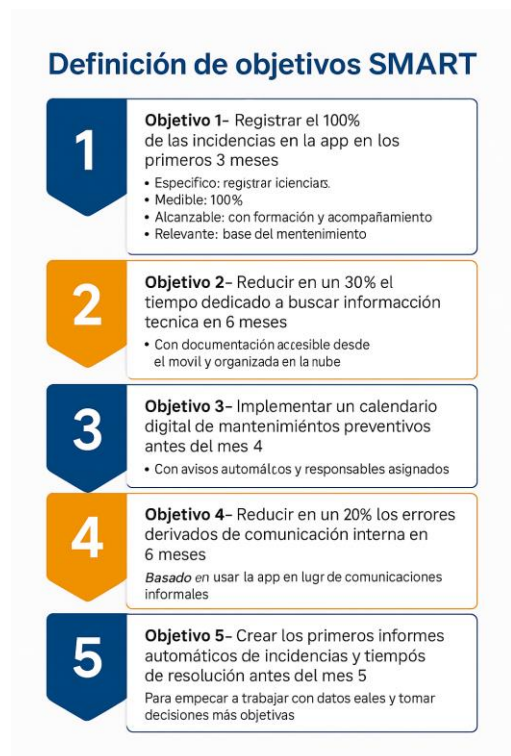 Definición de objetivos SMART
1
Objetivo 1- Registrar el 100%
de las incidencias en la app en los
primeros 3 meses
• Especifico: registrar icienciars.
• Medible: 100%
• Alcanzable: con formación y acompañamiento
• Relevante: base del mantenimiento
2
Objetivo 2- Reducir en un 30% el
tiempo dedicado a buscar informacción
tecnica en 6 meses
• Con documentación accesible desde
el movil y organizada en la nube
3
Objetivo 3- Implementar un calendario
digital de mantenimiéntos preventivos
antes del mes 4
• Con avisos automálcos y responsables asignados
4
Objetivo 4- Reducir en un 20% los errores
derivados de comunicación interna en
6 meses
Basado en usar la app en lugr de comunicaciones
informales
5
Objetivo 5- Crear los primeros informes
automáticos de incidencias y tiempós
de resolución antes del mes 5
Para empecar a trabajar con datos eales y tomar
decisiones más objetivas